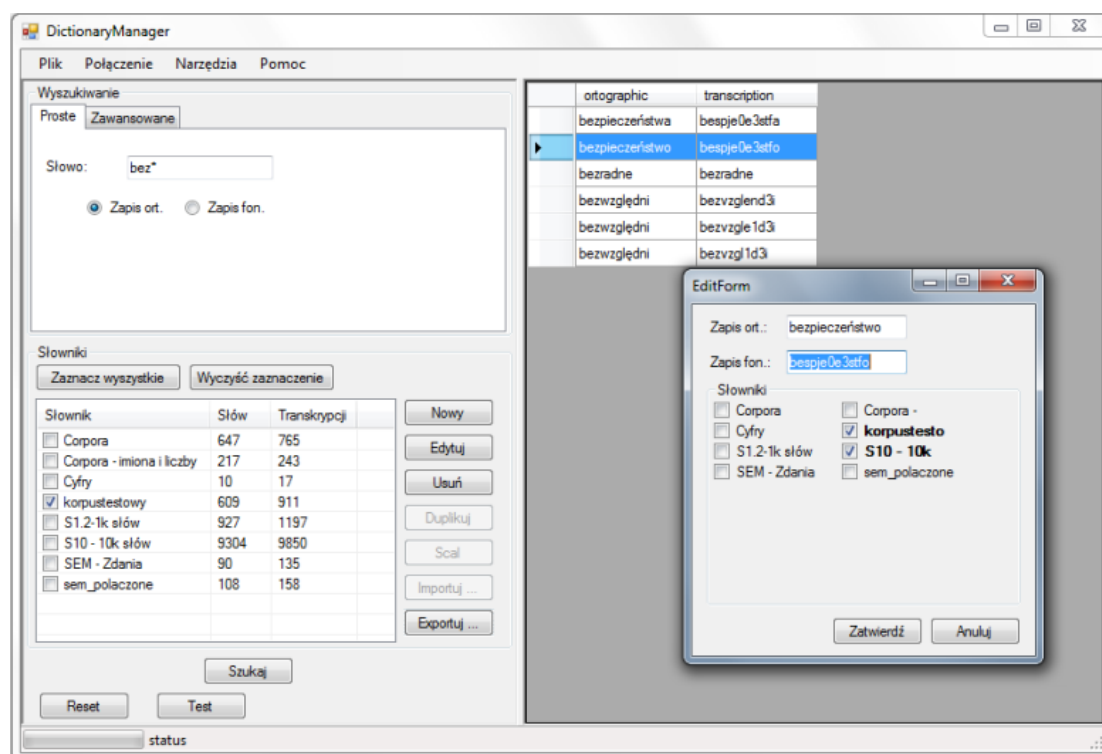 DictionaryManager
Plik Połączenie Narzędzia Pomoc
Wyszukiwanie
Proste Zawansowane
Słowo: bez*
Zapis ort. Zapis fon.
Słowniki
Zaznacz wyszystkie Wyczyść zaznaczenie
Słownik Słów Transkrypcji
Corpora 647 765
Corpora - imiona i liczby 217 243
Cyfry 10 17
korpustestowy 609 911
S1.2-1k słów 927 1197
S10 - 10k słów 9304 9850
SEM - Zdania 90 135
sem_polaczone 108 158
Nowy
Edytuj
Usuń
Duplikuj
Scal
Importuj ...
Exportuj ...
Szukaj
Reset Test
status
ortographic transcription
bezpieczeństwa bespje0e3stfa
bezpieczeństwo bespje0e3stfo
bezradne bezradne
bezwzględni bezvzglend3i
bezwzględni bezvzgle1d3i
bezwzględni bezvzgl1d3i
EditForm
Zapis ort.: bezpieczeństwo
Zapis fon.: bespje0e3stfo
Słowniki
Corpora Corpora -
Cyfry korpustesto
S1.2-1k słów S10 - 10k
SEM - Zdania sem_polaczone
Zatwierdź Anuluj